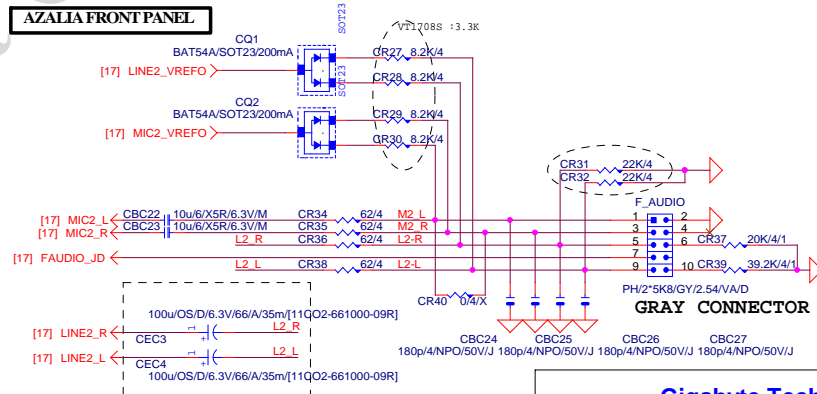 AZALIA FRONT PANEL
SOT23
VT1708S :3.3K
CQ1
BAT54A/SOT23/200mA
CR27 8.2K/4
[17] LINE2_VREFO
SOT23
CR28 8.2K/4
CQ2
BAT54A/SOT23/200mA
CR29 8.2K/4
[17] MIC2_VREFO
CR30 8.2K/4
CR31 22K/4
CR32 22K/4
F_AUDIO
[17] MIC2_L CBC22 10u/6/X5R/6.3V/M CR34 62/4 M2_L 1 2
[17] MIC2_R CBC23 10u/6/X5R/6.3V/M CR35 62/4 M2_R 3 4
L2_R CR36 62/4 L2-R 5 6 CR37 20K/4/1
[17] FAUDIO_JD 7
L2_L CR38 62/4 L2-L 9 10 CR39 39.2K/4/1
PH/2*5K8/GY/2.54/VA/D
CR40 0/4/X
GRAY CONNECTOR
100u/OS/D/6.3V/66/A/35m/[11CO2-661000-09R]
[17] LINE2_R 1 + L2_R
CEC3
[17] LINE2_L 1 + L2_L
CEC4
100u/OS/D/6.3V/66/A/35m/[11CO2-661000-09R]
CBC24 CBC25 CBC26 CBC27
180p/4/NPO/50V/J 180p/4/NPO/50V/J 180p/4/NPO/50V/J 180p/4/NPO/50V/J